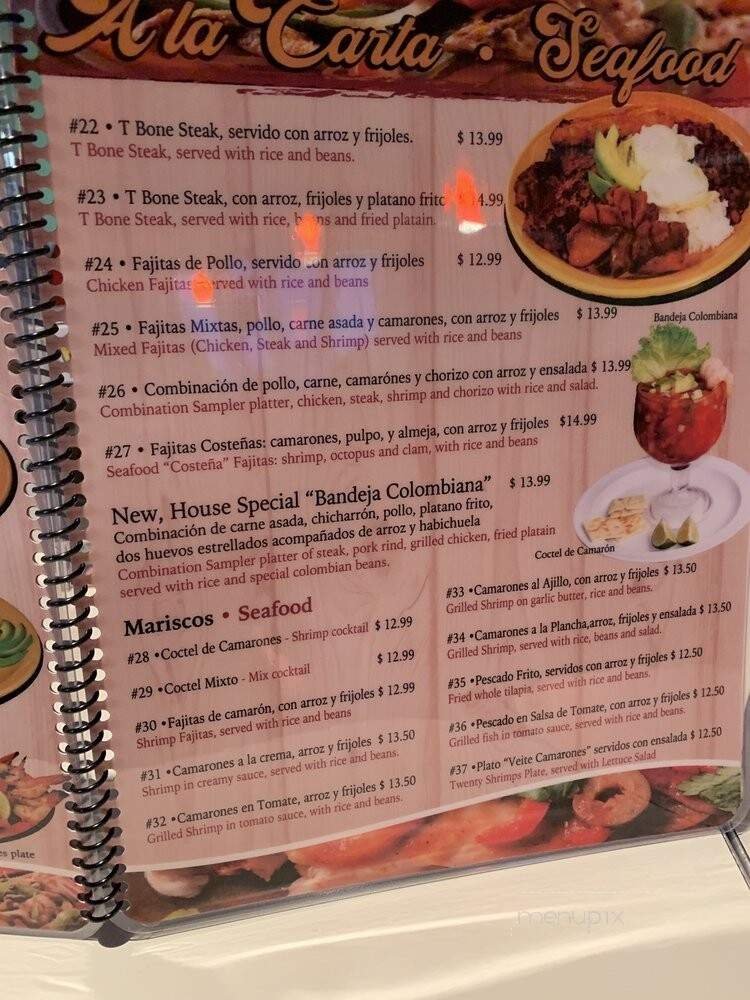 A la Carta • Seafood
#22 • T Bone Steak, servido con arroz y frijoles. $ 13.99
T Bone Steak, served with rice and beans.
#23 • T Bone Steak, con arroz, frijoles y platano frito 4.99
T Bone Steak, served with rice, and fried platain.
#24 • Fajitas de Pollo, servido con arroz y frijoles $ 12.99
Chicken Fajitas served with rice and beans
#25 • Fajitas Mixtas, pollo, carne asada y camarones, con arroz y frijoles $ 13.99
Mixed Fajitas (Chicken, Steak and Shrimp) served with rice and beans
Bandeja Colombiana
#26 • Combinación de pollo, carne, camarónes y chorizo con arroz y ensalada $ 13.99
Combination Sampler platter, chicken, steak, shrimp and chorizo with rice and salad.
#27 • Fajitas Costeñas: camarones, pulpo, y almeja, con arroz y frijoles $14.99
Seafood "Costeña" Fajitas: shrimp, octopus and clam, with rice and beans
New, House Special "Bandeja Colombiana" $ 13.99
Combinación de carne asada, chicharrón, pollo, platano frito,
dos huevos estrellados acompañados de arroz y habichuela
Combination Sampler platter of steak, pork rind, grilled chicken, fried platain
served with rice and special colombian beans.
Coctel de Camarón
Mariscos • Seafood
#28 •Coctel de Camarones - Shrimp cocktail $ 12.99
#29 •Coctel Mixto - Mix cocktail $ 12.99
#30 •Fajitas de camarón, con arroz y frijoles $ 12.99
Shrimp Fajitas, served with rice and beans
#31 •Camarones a la crema, arroz y frijoles $ 13.50
Shrimp in creamy sauce, served with rice and beans.
#32 •Camarones en Tomate, arroz y frijoles $ 13.50
Grilled Shrimp in tomato sauce, with rice and beans.
#33 •Camarones al Ajillo, con arroz y frijoles $ 13.50
Grilled Shrimp on garlic butter, rice and beans.
#34 •Camarones a la Plancha,arroz, frijoles y ensalada $ 13.50
Grilled Shrimp, served with rice, beans and salad.
#35 •Pescado Frito, servidos con arroz y frijoles $ 12.50
Fried whole tilapia, served with rice and beans.
#36 •Pescado en Salsa de Tomate, con arroz y frijoles $ 12.50
Grilled fish in tomato sauce, served with rice and beans.
#37 •Plato "Veite Camarones" servidos con ensalada $ 12.50
Twenty Shrimps Plate, served with Lettuce Salad
es plate
menupix